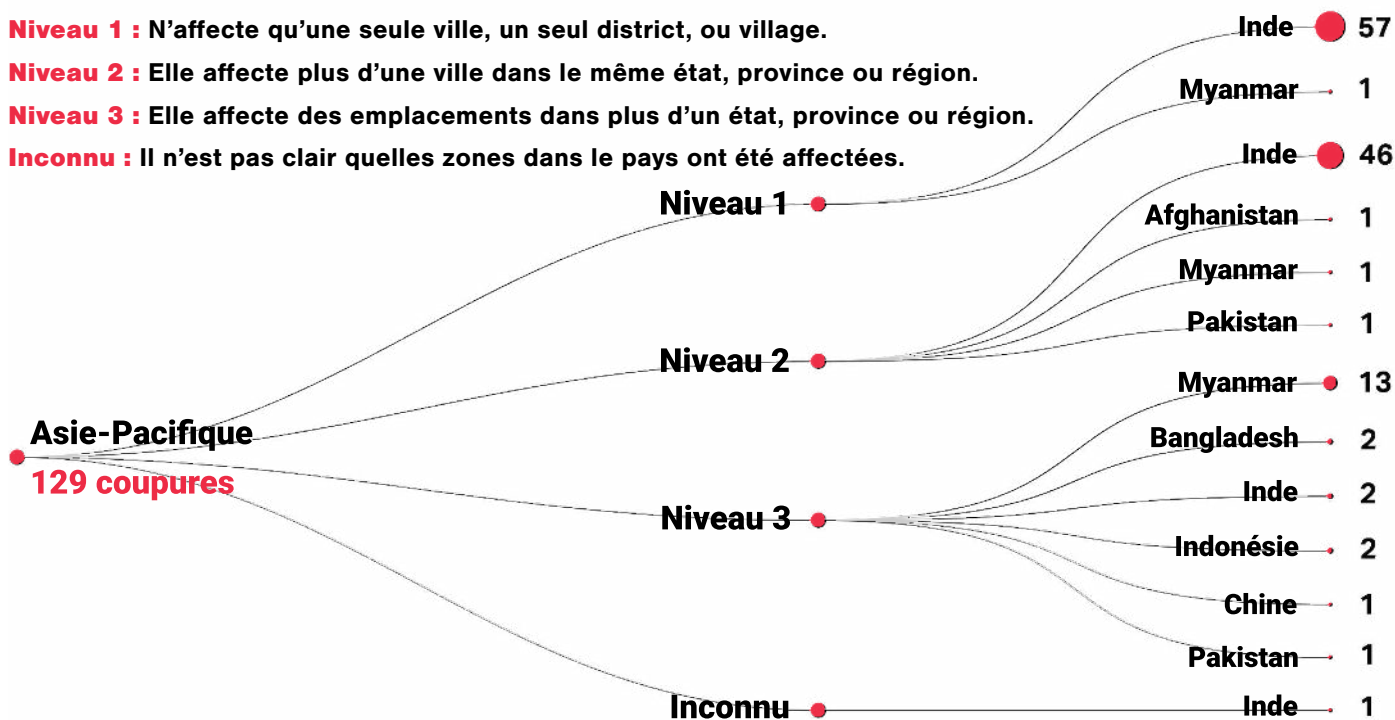 Niveau 1 : N’affecte qu’une seule ville, un seul district, ou village.
Niveau 2 : Elle affecte plus d’une ville dans le même état, province ou région.
Niveau 3 : Elle affecte des emplacements dans plus d’un état, province ou région.
Inconnu : Il n’est pas clair quelles zones dans le pays ont été affectées.
Asie-Pacifique
129 coupures
Niveau 1
Inde 57
Myanmar 1
Niveau 2
Inde 46
Afghanistan 1
Myanmar 1
Pakistan 1
Niveau 3
Myanmar 13
Bangladesh 2
Inde 2
Indonésie 2
Chine 1
Pakistan 1
Inconnu
Inde 1